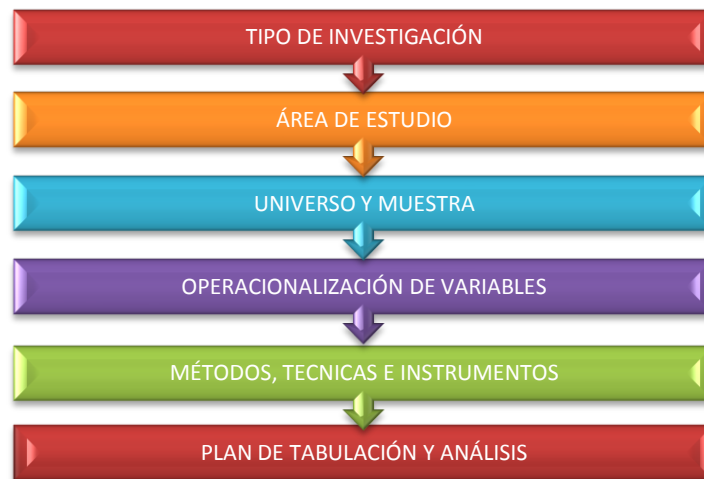 TIPO DE INVESTIGACIÓN
ÁREA DE ESTUDIO
UNIVERSO Y MUESTRA
OPERACIONALIZACIÓN DE VARIABLES
MÉTODOS, TECNICAS E INSTRUMENTOS
PLAN DE TABULACIÓN Y ANÁLISIS